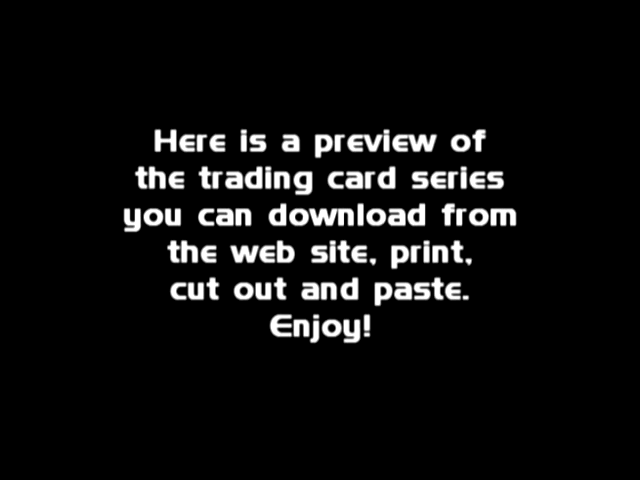 Here is a preview of
the trading card series
you can download from
the web site, print,
cut out and paste.
Enjoy!